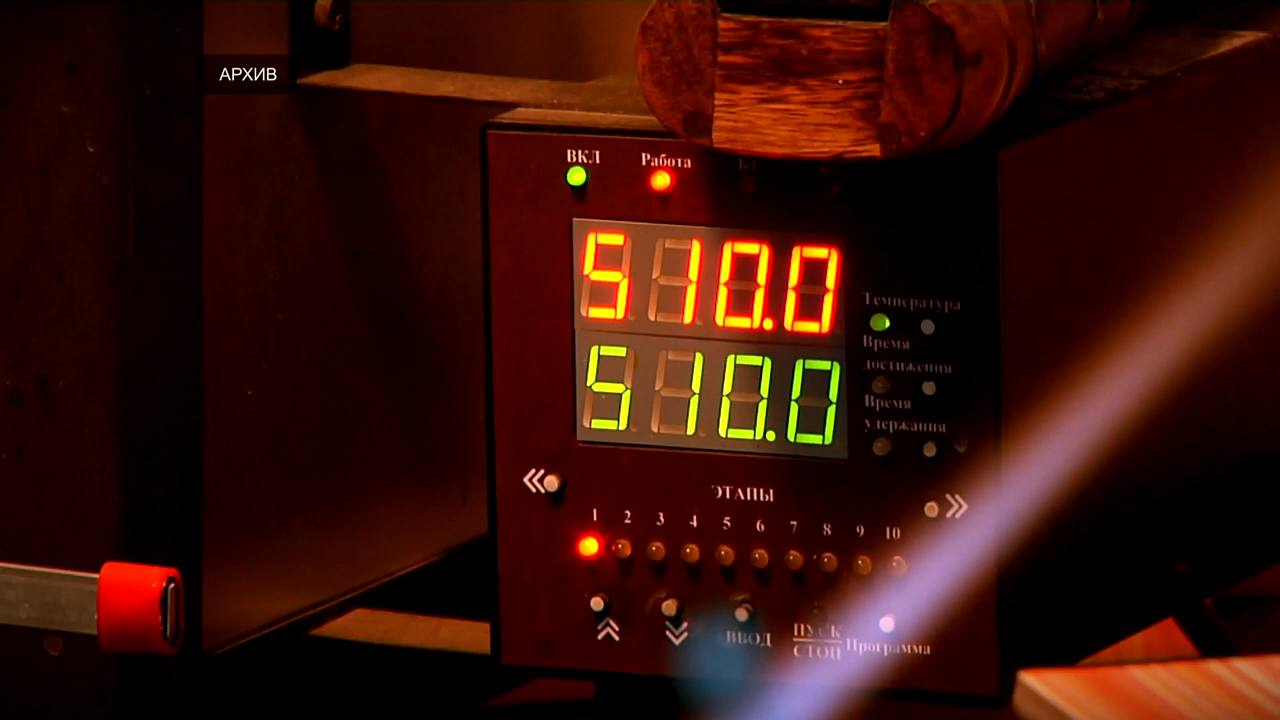 АРХИВ
ВКЛ Работа
510.0
510.0
Температура
Время
достижения
Время
удержания
ЭТАПЫ
1 2 3 4 5 6 7 8 9 10
ВВОД ПУСК Программа
СТОП